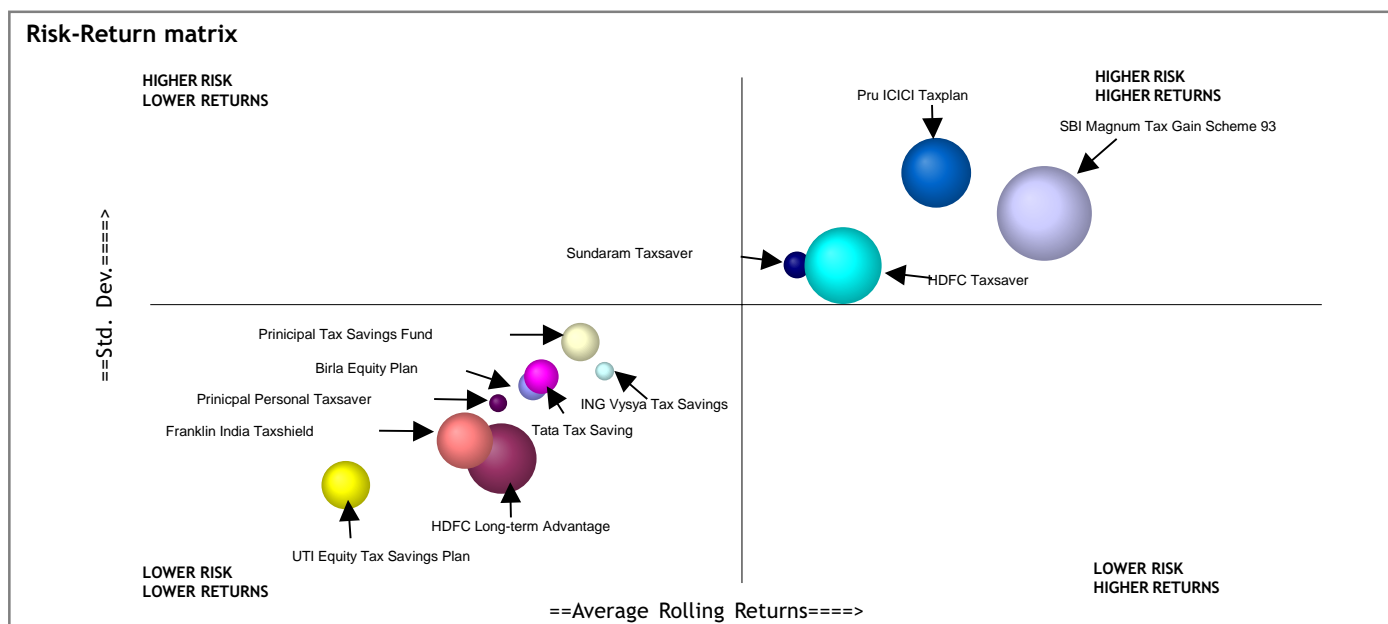 Risk-Return matrix
HIGHER RISK
LOWER RETURNS
HIGHER RISK
HIGHER RETURNS
Pru ICICI Taxplan
SBI Magnum Tax Gain Scheme 93
Sundaram Taxsaver
HDFC Taxsaver
==Std. Dev.=====>
Prinicipal Tax Savings Fund
Birla Equity Plan
Prinicpal Personal Taxsaver
ING Vysya Tax Savings
Franklin India Taxshield
Tata Tax Saving
HDFC Long-term Advantage
UTI Equity Tax Savings Plan
LOWER RISK
LOWER RETURNS
LOWER RISK
HIGHER RETURNS
==Average Rolling Returns====>